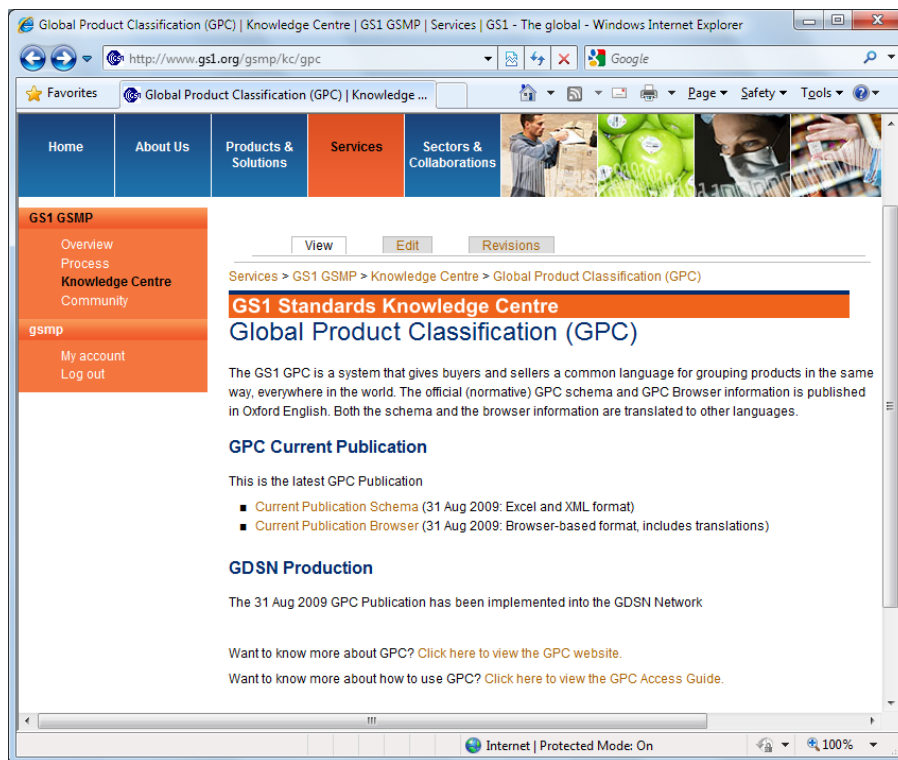 Global Product Classification (GPC) | Knowledge Centre | GS1 GSMP | Services | GS1 - The global - Windows Internet Explorer
http://www.gs1.org/gsmp/kc/gpc
Google
Favorites
Global Product Classification (GPC) | Knowledge ...
Page
Safety
Tools
Home
About Us
Products &
Solutions
Services
Sectors &
Collaborations
GS1 GSMP
Overview
Process
Knowledge Centre
Community
gsmp
My account
Log out
View
Edit
Revisions
Services > GS1 GSMP > Knowledge Centre > Global Product Classification (GPC)
GS1 Standards Knowledge Centre
Global Product Classification (GPC)
The GS1 GPC is a system that gives buyers and sellers a common language for grouping products in the same
way, everywhere in the world. The official (normative) GPC schema and GPC Browser information is published
in Oxford English. Both the schema and the browser information are translated to other languages.
GPC Current Publication
This is the latest GPC Publication
Current Publication Schema (31 Aug 2009: Excel and XML format)
Current Publication Browser (31 Aug 2009: Browser-based format, includes translations)
GDSN Production
The 31 Aug 2009 GPC Publication has been implemented into the GDSN Network
Want to know more about GPC? Click here to view the GPC website.
Want to know more about how to use GPC? Click here to view the GPC Access Guide.
Internet | Protected Mode: On
100%